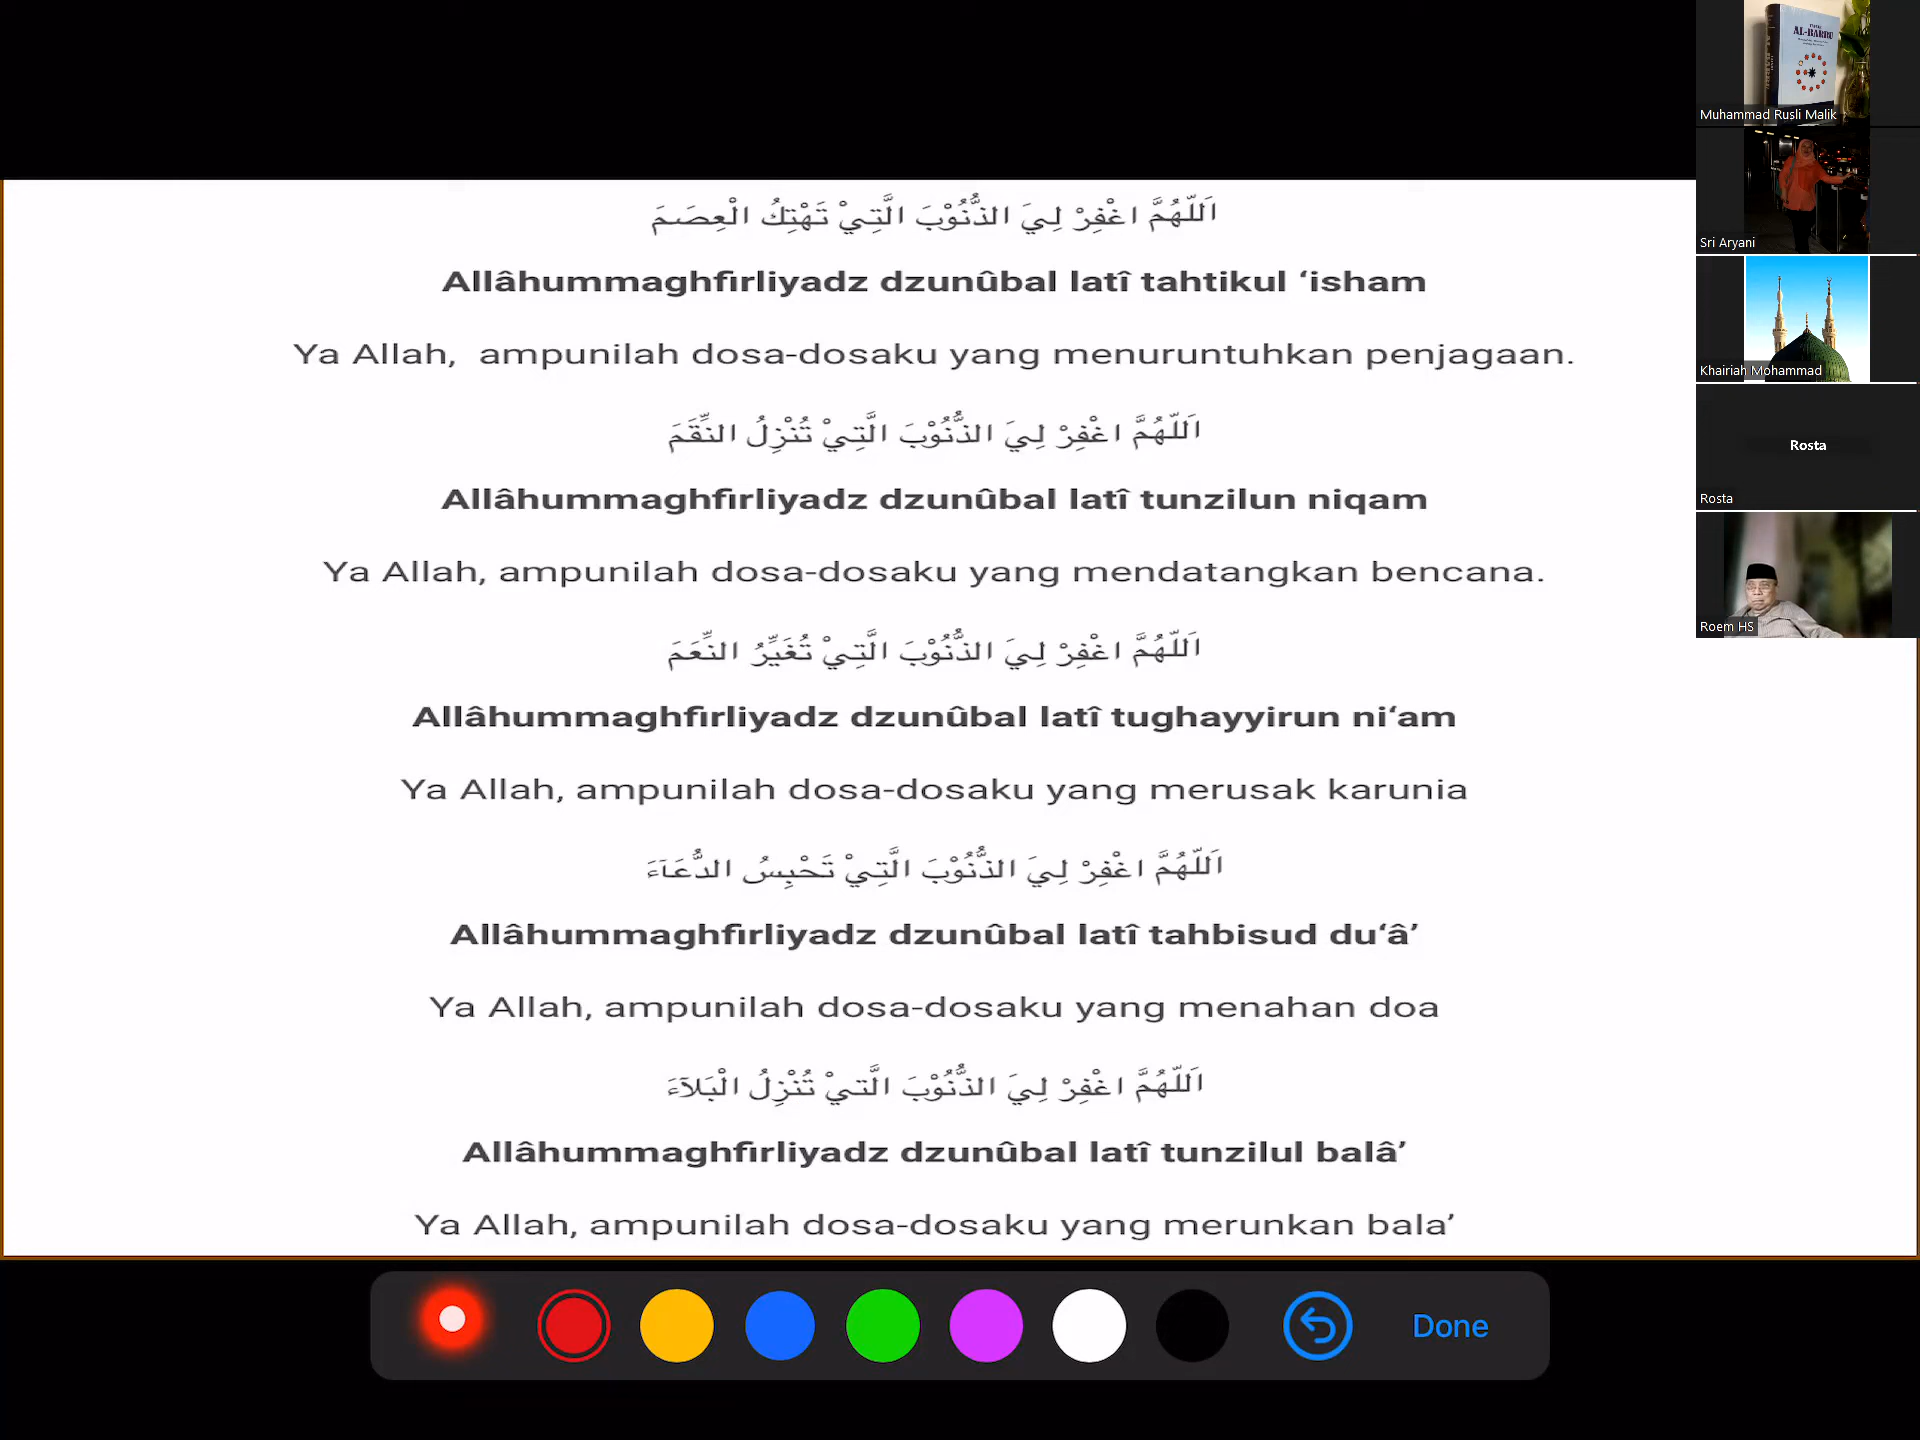 اَللّٰهُمَّ اغْفِرْ لِيَ الذُّنُوْبَ الَّتِيْ تَهْتِكُ الْعِصَمَ
Allâhummaghfirliyadz dzunûbal latî tahtikul ‘isham
Ya Allah,  ampunilah dosa-dosaku yang menuruntuhkan penjagaan.
اَللّٰهُمَّ اغْفِرْ لِيَ الذُّنُوْبَ الَّتِيْ تُنْزِلُ النِّقَمَ
Allâhummaghfirliyadz dzunûbal latî tunzilun niqam
Ya Allah, ampunilah dosa-dosaku yang mendatangkan bencana.
اَللّٰهُمَّ اغْفِرْ لِيَ الذُّنُوْبَ الَّتِيْ تُغَيِّرُ النِّعَمَ
Allâhummaghfirliyadz dzunûbal latî tughayyirun ni‘am
Ya Allah, ampunilah dosa-dosaku yang merusak karunia
اَللّٰهُمَّ اغْفِرْ لِيَ الذُّنُوْبَ الَّتِيْ تَحْبِسُ الدُّعَآءَ
Allâhummaghfirliyadz dzunûbal latî tahbisud du‘â’
Ya Allah, ampunilah dosa-dosaku yang menahan doa
اَللّٰهُمَّ اغْفِرْ لِيَ الذُّنُوْبَ الَّتيْ تُنْزِلُ الْبَلَآءَ
Allâhummaghfirliyadz dzunûbal latî tunzilul balâ’
Ya Allah, ampunilah dosa-dosaku yang merunkan bala’
Done
AL-BARRU
Muhammad Rusli Malik
Sri Aryani
Khairiah Mohammad
Rosta
Rosta
Roem HS